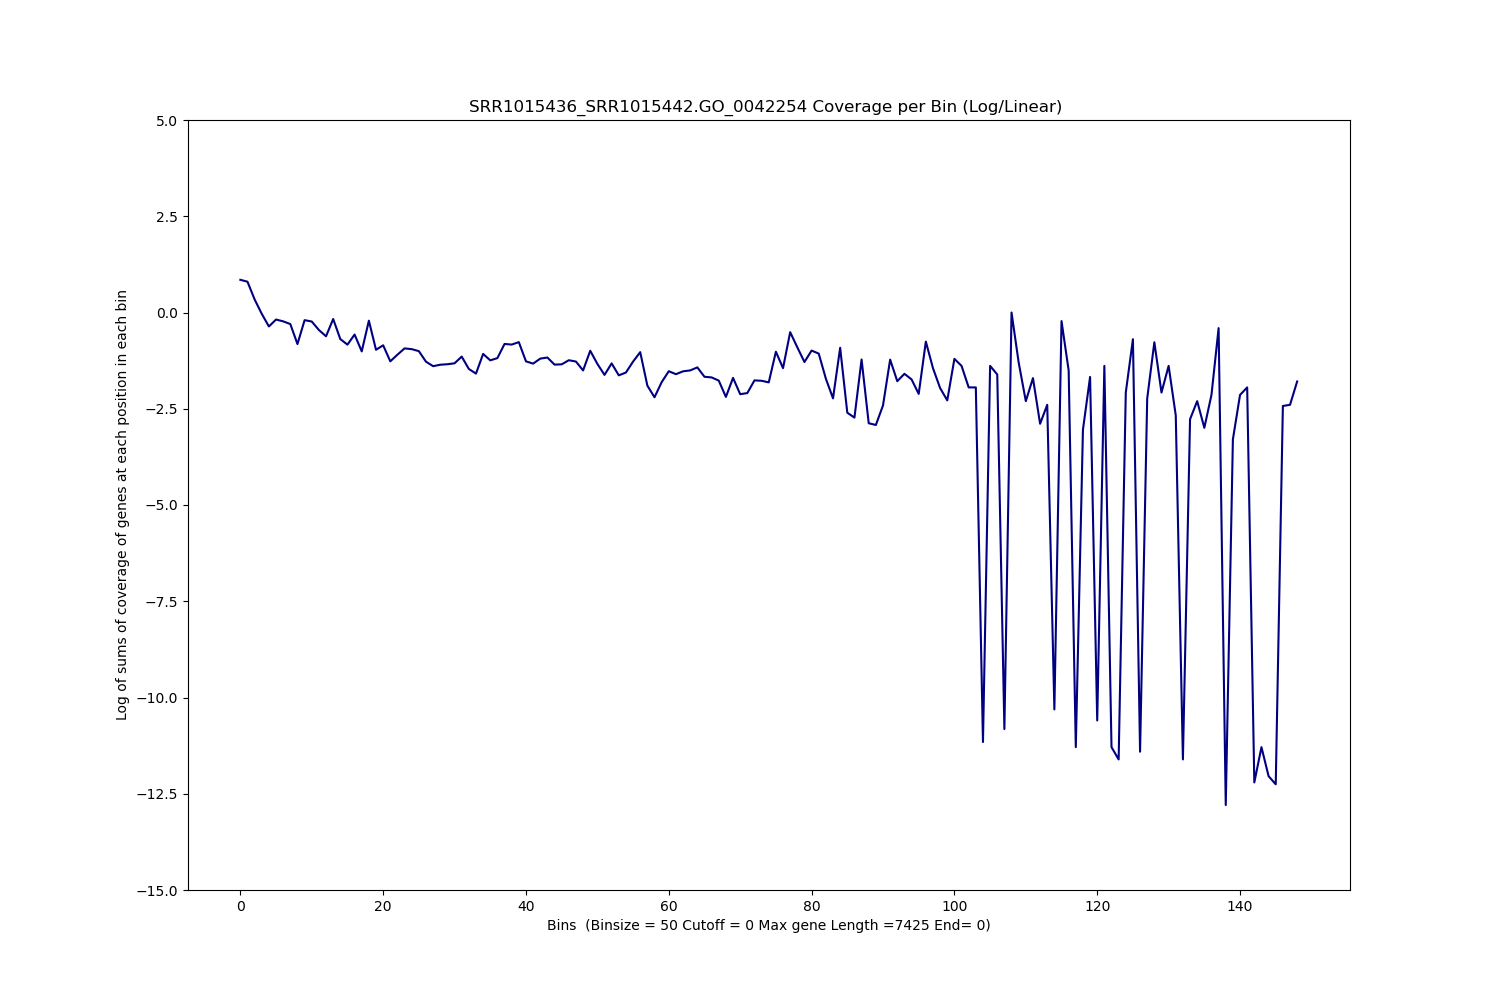 SRR1015436_SRR1015442.GO_0042254 Coverage per Bin (Log/Linear)
Log of sums of coverage of genes at each position in each bin
5.0
2.5
0.0
−2.5
−5.0
−7.5
−10.0
−12.5
−15.0
0 20 40 60 80 100 120 140
Bins  (Binsize = 50 Cutoff = 0 Max gene Length =7425 End= 0)